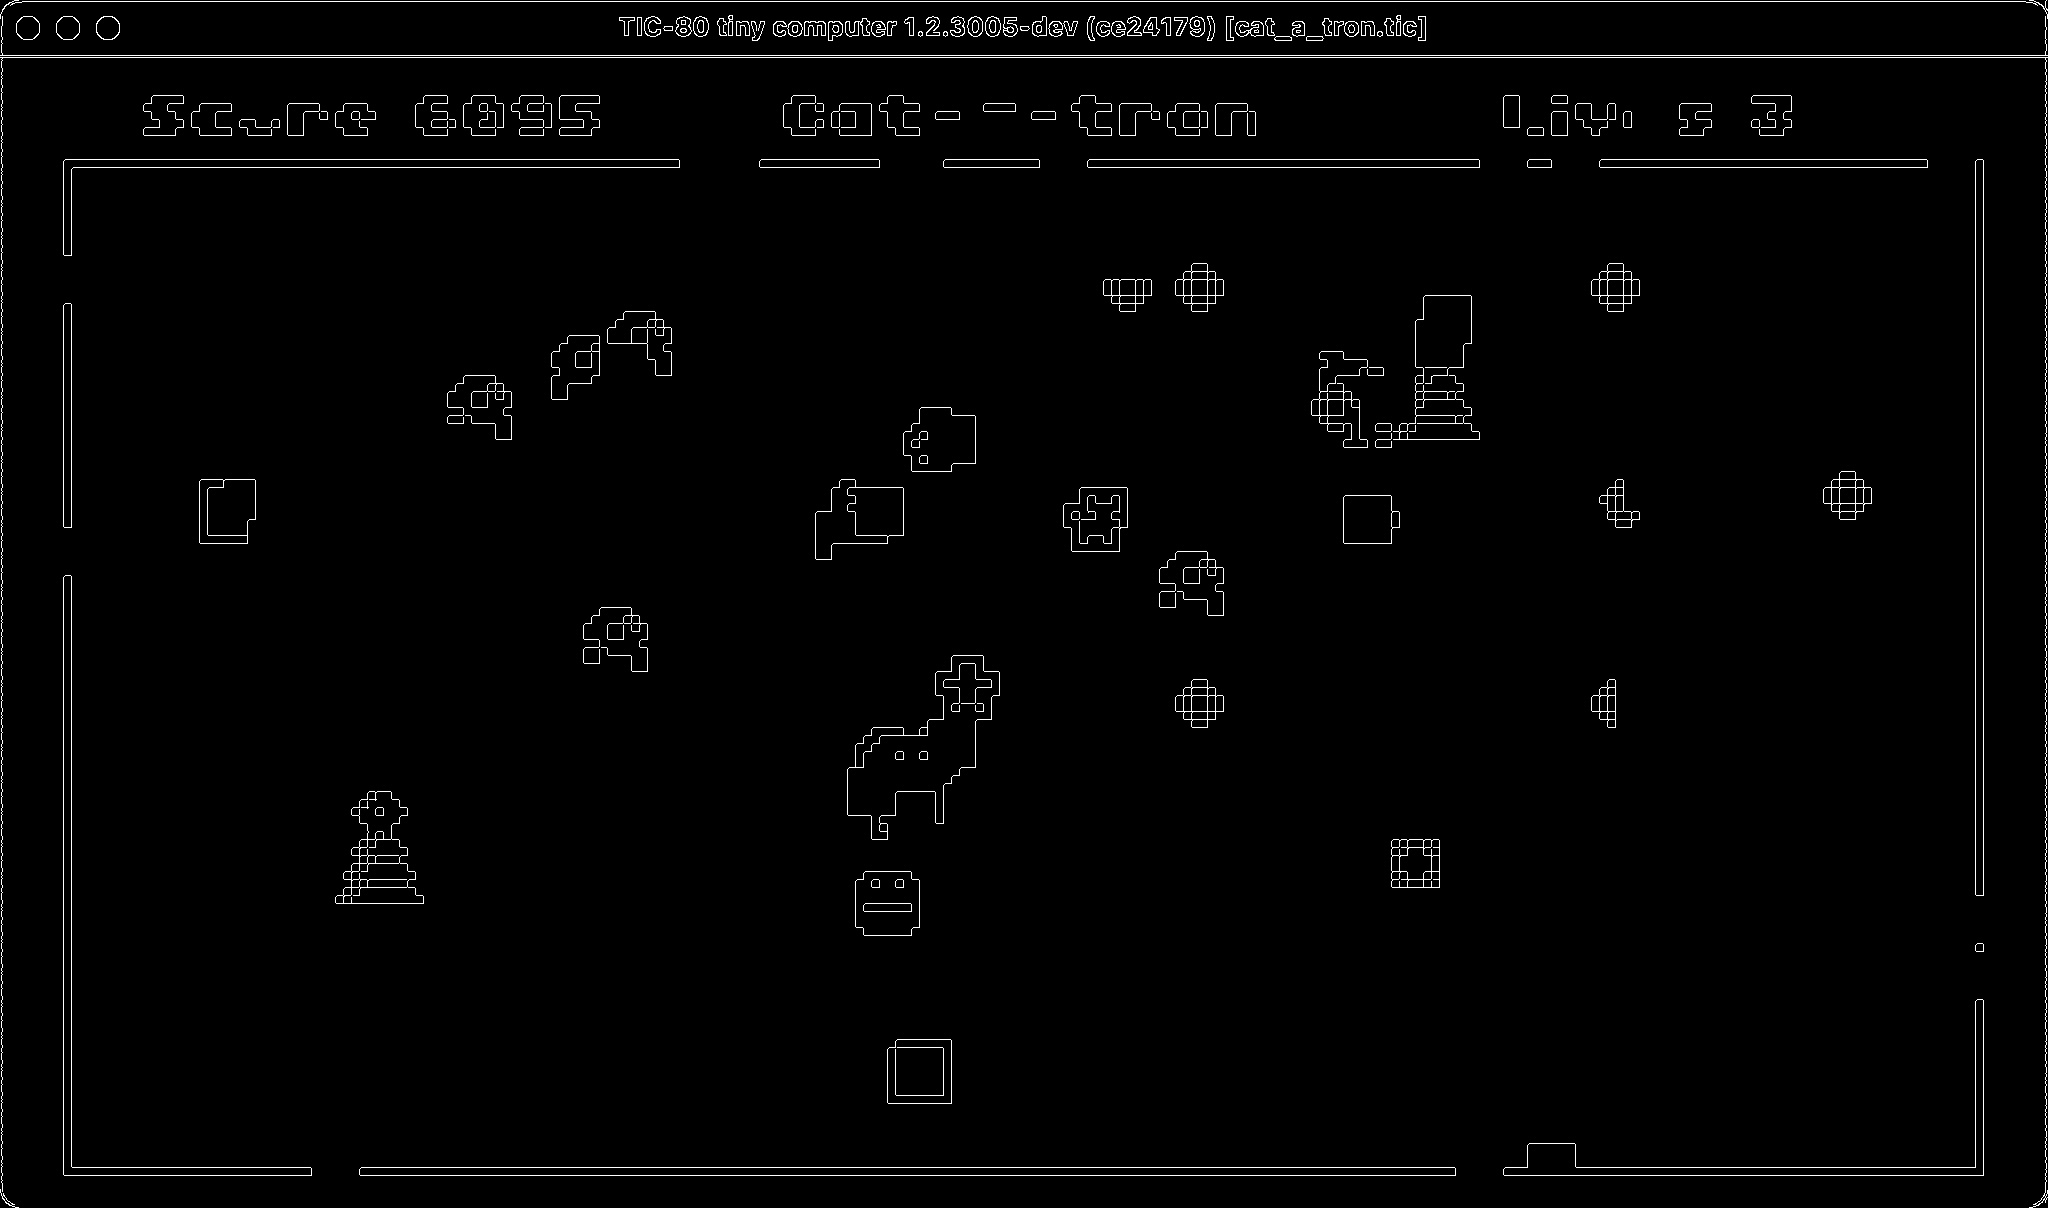 TIC-80 tiny computer 1.2.3005-dev (ce24179) [cat_a_tron.tic]
Score 6095 Cat-a-tron Lives 3